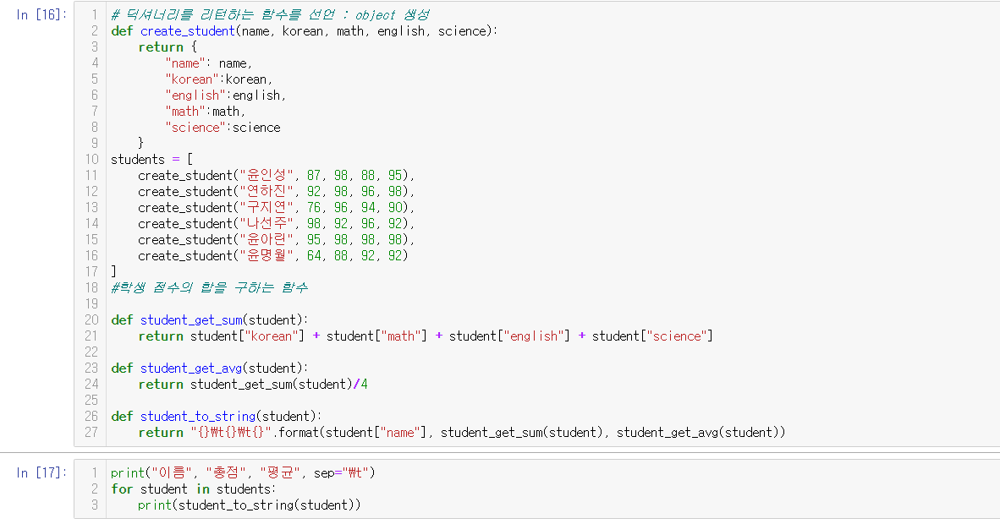 In [16]:
1 # 딕셔너리를 리턴하는 함수를 선언 : object 생성
2 def create_student(name, korean, math, english, science):
3     return {
4         "name": name,
5         "korean":korean,
6         "english":english,
7         "math":math,
8         "science":science
9     }
10 students = [
11     create_student("윤인성", 87, 98, 88, 95),
12     create_student("연하진", 92, 98, 96, 98),
13     create_student("구지연", 76, 96, 94, 90),
14     create_student("나선주", 98, 92, 96, 92),
15     create_student("윤아린", 95, 98, 98, 98),
16     create_student("윤명월", 64, 88, 92, 92)
17 ]
18 #학생 점수의 합을 구하는 함수
19
20 def student_get_sum(student):
21     return student["korean"] + student["math"] + student["english"] + student["science"]
22
23 def student_get_avg(student):
24     return student_get_sum(student)/4
25
26 def student_to_string(student):
27     return "{}₩t{}₩t{}".format(student["name"], student_get_sum(student), student_get_avg(student))
In [17]:
1 print("이름", "총점", "평균", sep="₩t")
2 for student in students:
3     print(student_to_string(student))